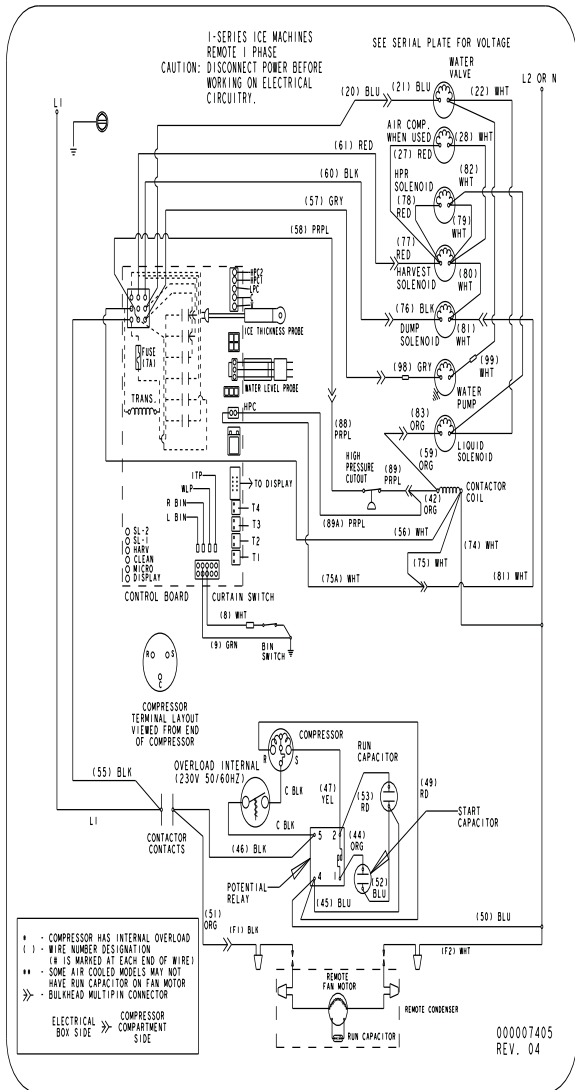 I-SERIES ICE MACHINES
REMOTE 1 PHASE
CAUTION: DISCONNECT POWER BEFORE
WORKING ON ELECTRICAL
CIRCUITRY.
SEE SERIAL PLATE FOR VOLTAGE
L1
L2 OR N
WATER
VALVE
(20) BLU
(21) BLU
(22) WHT
AIR COMP.
WHEN USED
(61) RED
(27) RED
(28) WHT
(60) BLK
HPR
SOLENOID
(82)
WHT
(57) GRY
(78)
RED
(79)
WHT
(58) PRPL
(77)
RED
HARVEST SOLENOID
(80)
WHT
HPC2
HPC1
LPC
ICE THICKNESS PROBE
(76) BLK
DUMP
SOLENOID
(81)
WHT
FUSE
(7A)
WATER LEVEL PROBE
(98) GRY
(99)
WHT
WATER
PUMP
TRANS.
HPC
(88)
PRPL
(83)
ORG
(59)
ORG
LIQUID
SOLENOID
HIGH
PRESSURE
CUTOUT
(89)
PRPL
CONTACTOR
COIL
(42)
ORG
ITP
WLP
R BIN
L BIN
TO DISPLAY
T4
T3
T2
T1
(89A) PRPL
(56) WHT
(74) WHT
(75) WHT
(75A) WHT
(81) WHT
SL-2
SL-1
HARV
CLEAN
MICRO
DISPLAY
CONTROL BOARD
CURTAIN SWITCH
(8) WHT
(9) GRN
BIN
SWITCH
R
S
C
COMPRESSOR
TERMINAL LAYOUT
VIEWED FROM END
OF COMPRESSOR
COMPRESSOR
R
S
OVERLOAD INTERNAL
(230V 50/60HZ)
RUN
CAPACITOR
(55) BLK
C BLK
(47)
YEL
(53)
RD
(49)
RD
START
CAPACITOR
L1
C BLK
CONTACTOR
CONTACTS
(46) BLK
5
2
4
1
(44)
ORG
(52)
BLU
POTENTIAL
RELAY
(45) BLU
(51)
ORG
(50) BLU
(F1) BLK
(F2) WHT
* - COMPRESSOR HAS INTERNAL OVERLOAD
( ) - WIRE NUMBER DESIGNATION
(# IS MARKED AT EACH END OF WIRE)
** - SOME AIR COOLED MODELS MAY NOT
HAVE RUN CAPACITOR ON FAN MOTOR
- BULKHEAD MULTIPIN CONNECTOR
ELECTRICAL
BOX SIDE
COMPRESSOR
COMPARTMENT
SIDE
REMOTE
FAN MOTOR
REMOTE CONDENSER
RUN CAPACITOR
000007405
REV. 04